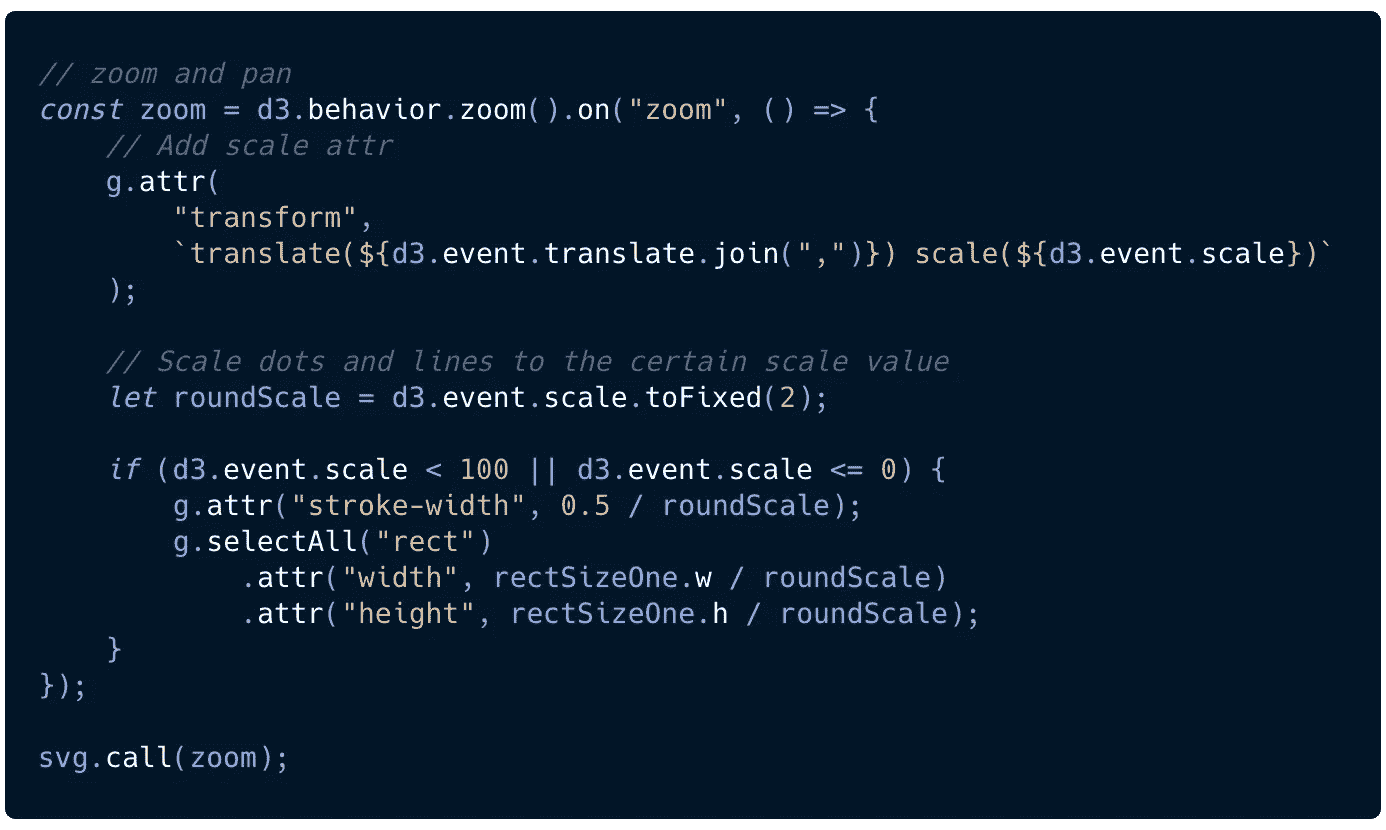 // zoom and pan
const zoom = d3.behavior.zoom().on("zoom", () => {
    // Add scale attr
    g.attr(
        "transform",
        `translate(${d3.event.translate.join(",")}) scale(${d3.event.scale})`
    );

    // Scale dots and lines to the certain scale value
    let roundScale = d3.event.scale.toFixed(2);

    if (d3.event.scale < 100 || d3.event.scale <= 0) {
        g.attr("stroke-width", 0.5 / roundScale);
        g.selectAll("rect")
            .attr("width", rectSizeOne.w / roundScale)
            .attr("height", rectSizeOne.h / roundScale);
    }
});

svg.call(zoom);